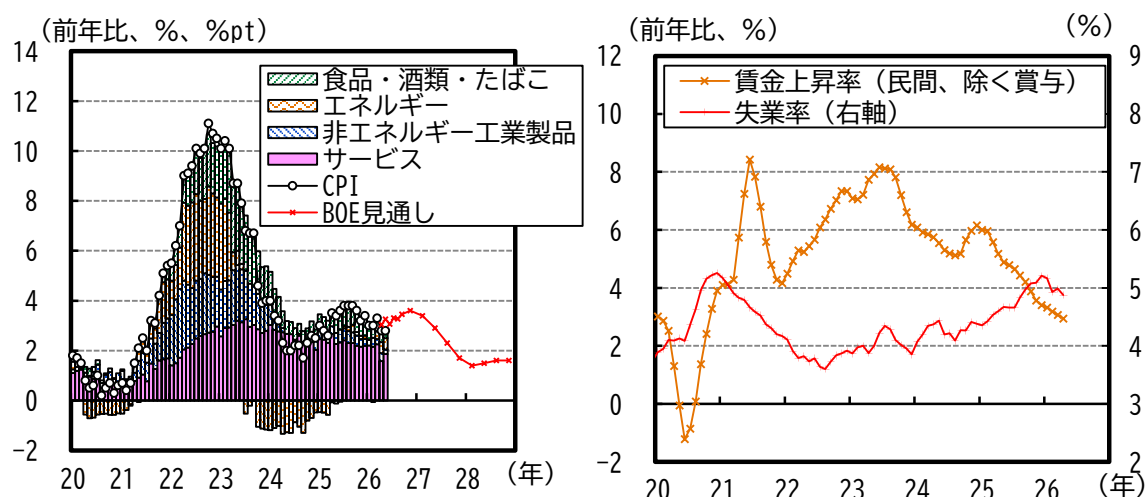 (前年比、%、%pt)
14
12
10
8
6
4
2
0
-2
食品・酒類・たばこ
エネルギー
非エネルギー工業製品
サービス
CPI
BOE見通し
20 21 22 23 24 25 26 27 28 (年)
(前年比、%) (%)
12
10
8
6
4
2
0
-2
賃金上昇率（民間、除く賞与）
失業率（右軸）
9
8
7
6
5
4
3
2
20 21 22 23 24 25 26 (年)